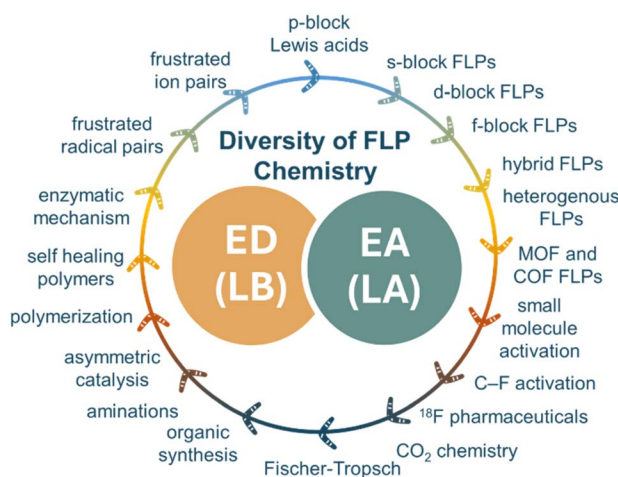 p-block
Lewis acids
s-block FLPs
d-block FLPs
f-block FLPs
hybrid FLPs
heterogenous
FLPs
MOF and
COF FLPs
small
molecule
activation
C–F activation
¹⁸F pharmaceuticals
CO₂ chemistry
Fischer-Tropsch
organic
synthesis
aminations
asymmetric
catalysis
polymerization
self healing
polymers
enzymatic
mechanism
frustrated
radical pairs
frustrated
ion pairs
Diversity of FLP
Chemistry
ED
(LB)
EA
(LA)